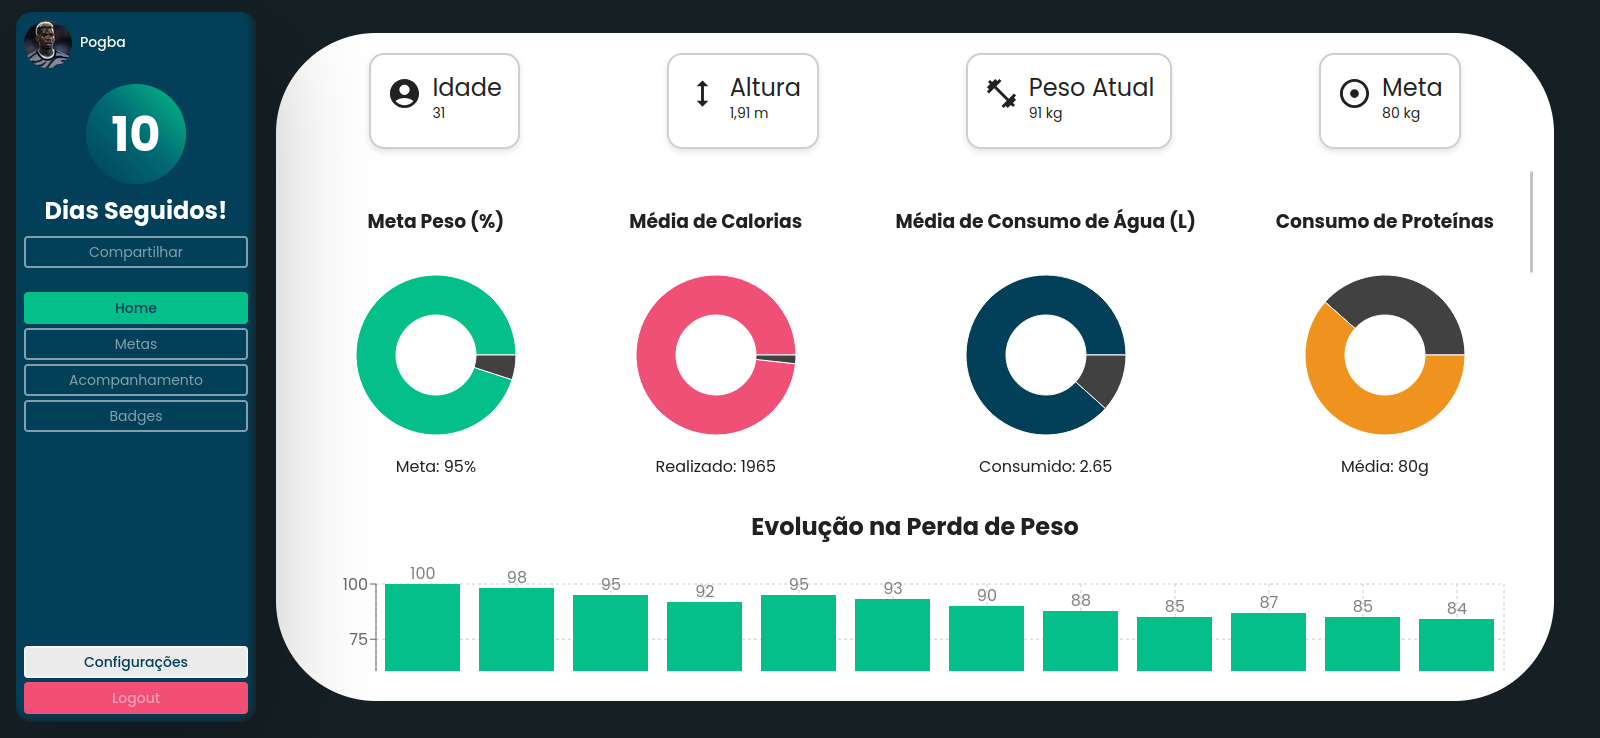 Pogba
10
Dias Seguidos!
Compartilhar
Home
Metas
Acompanhamento
Badges
Configurações
Logout
Idade
31
Altura
1,91 m
Peso Atual
91 kg
Meta
80 kg
Meta Peso (%)
Média de Calorias
Média de Consumo de Água (L)
Consumo de Proteínas
Meta: 95%
Realizado: 1965
Consumido: 2.65
Média: 80g
Evolução na Perda de Peso
100
75
100
98
95
92
95
93
90
88
85
87
85
84